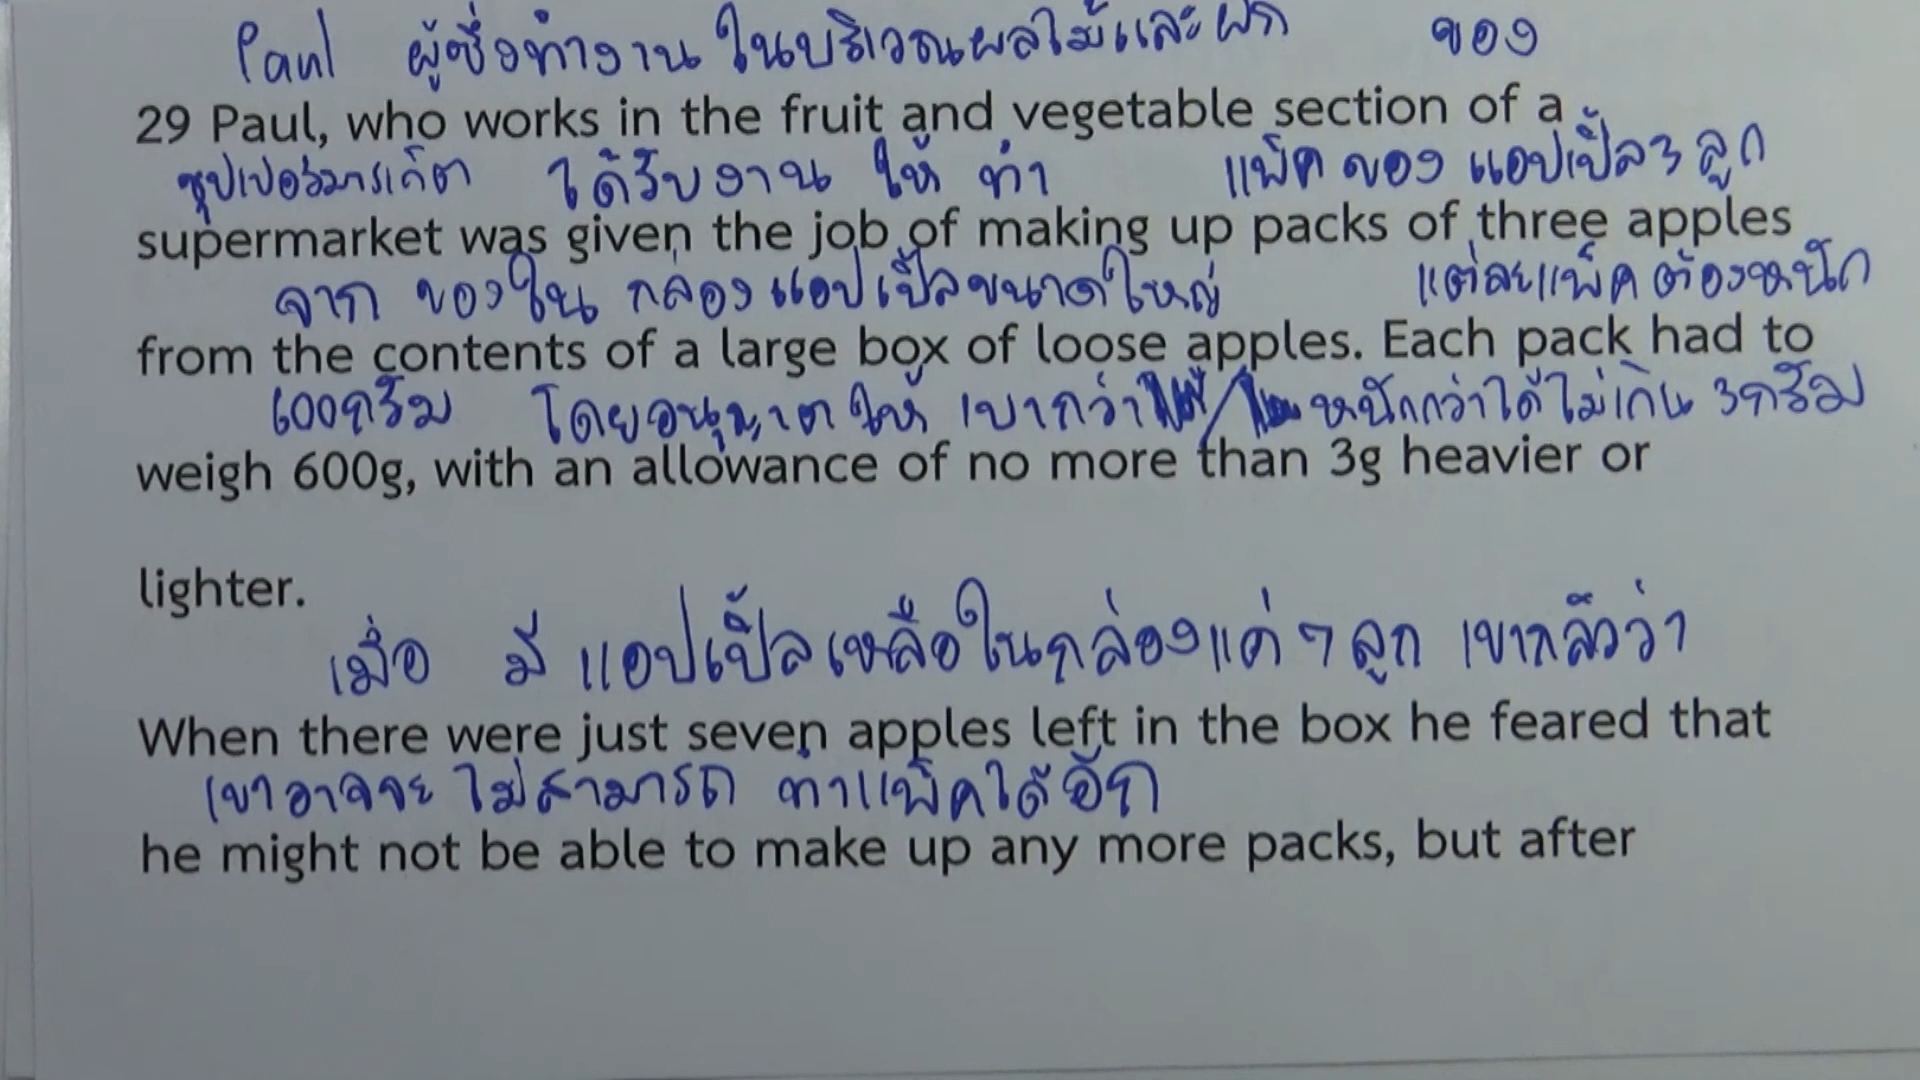 Paul ผู้ซึ่งทำงาน ในบริเวณผลไม้และผัก ของ
29 Paul, who works in the fruit and vegetable section of a
ซุปเปอร์มาร์เก็ต ได้รับงาน ให้ ทำ แพ็ค ของ แอปเปิ้ล 3 ลูก
supermarket was given the job of making up packs of three apples
จาก ของใน กล่อง แอปเปิ้ลขนาดใหญ่ แต่ละแพ็ค ต้องหนัก
from the contents of a large box of loose apples. Each pack had to
600กรัม โดยอนุญาต ให้ เบากว่า / หนักกว่าได้ ไม่เกิน 3กรัม
weigh 600g, with an allowance of no more than 3g heavier or
lighter.
เมื่อ มี แอปเปิ้ลเหลือในกล่องแค่ 7 ลูก เขากลัวว่า
When there were just seven apples left in the box he feared that
เขาอาจจะ ไม่สามารถ ทำแพ็คได้อีก
he might not be able to make up any more packs, but after